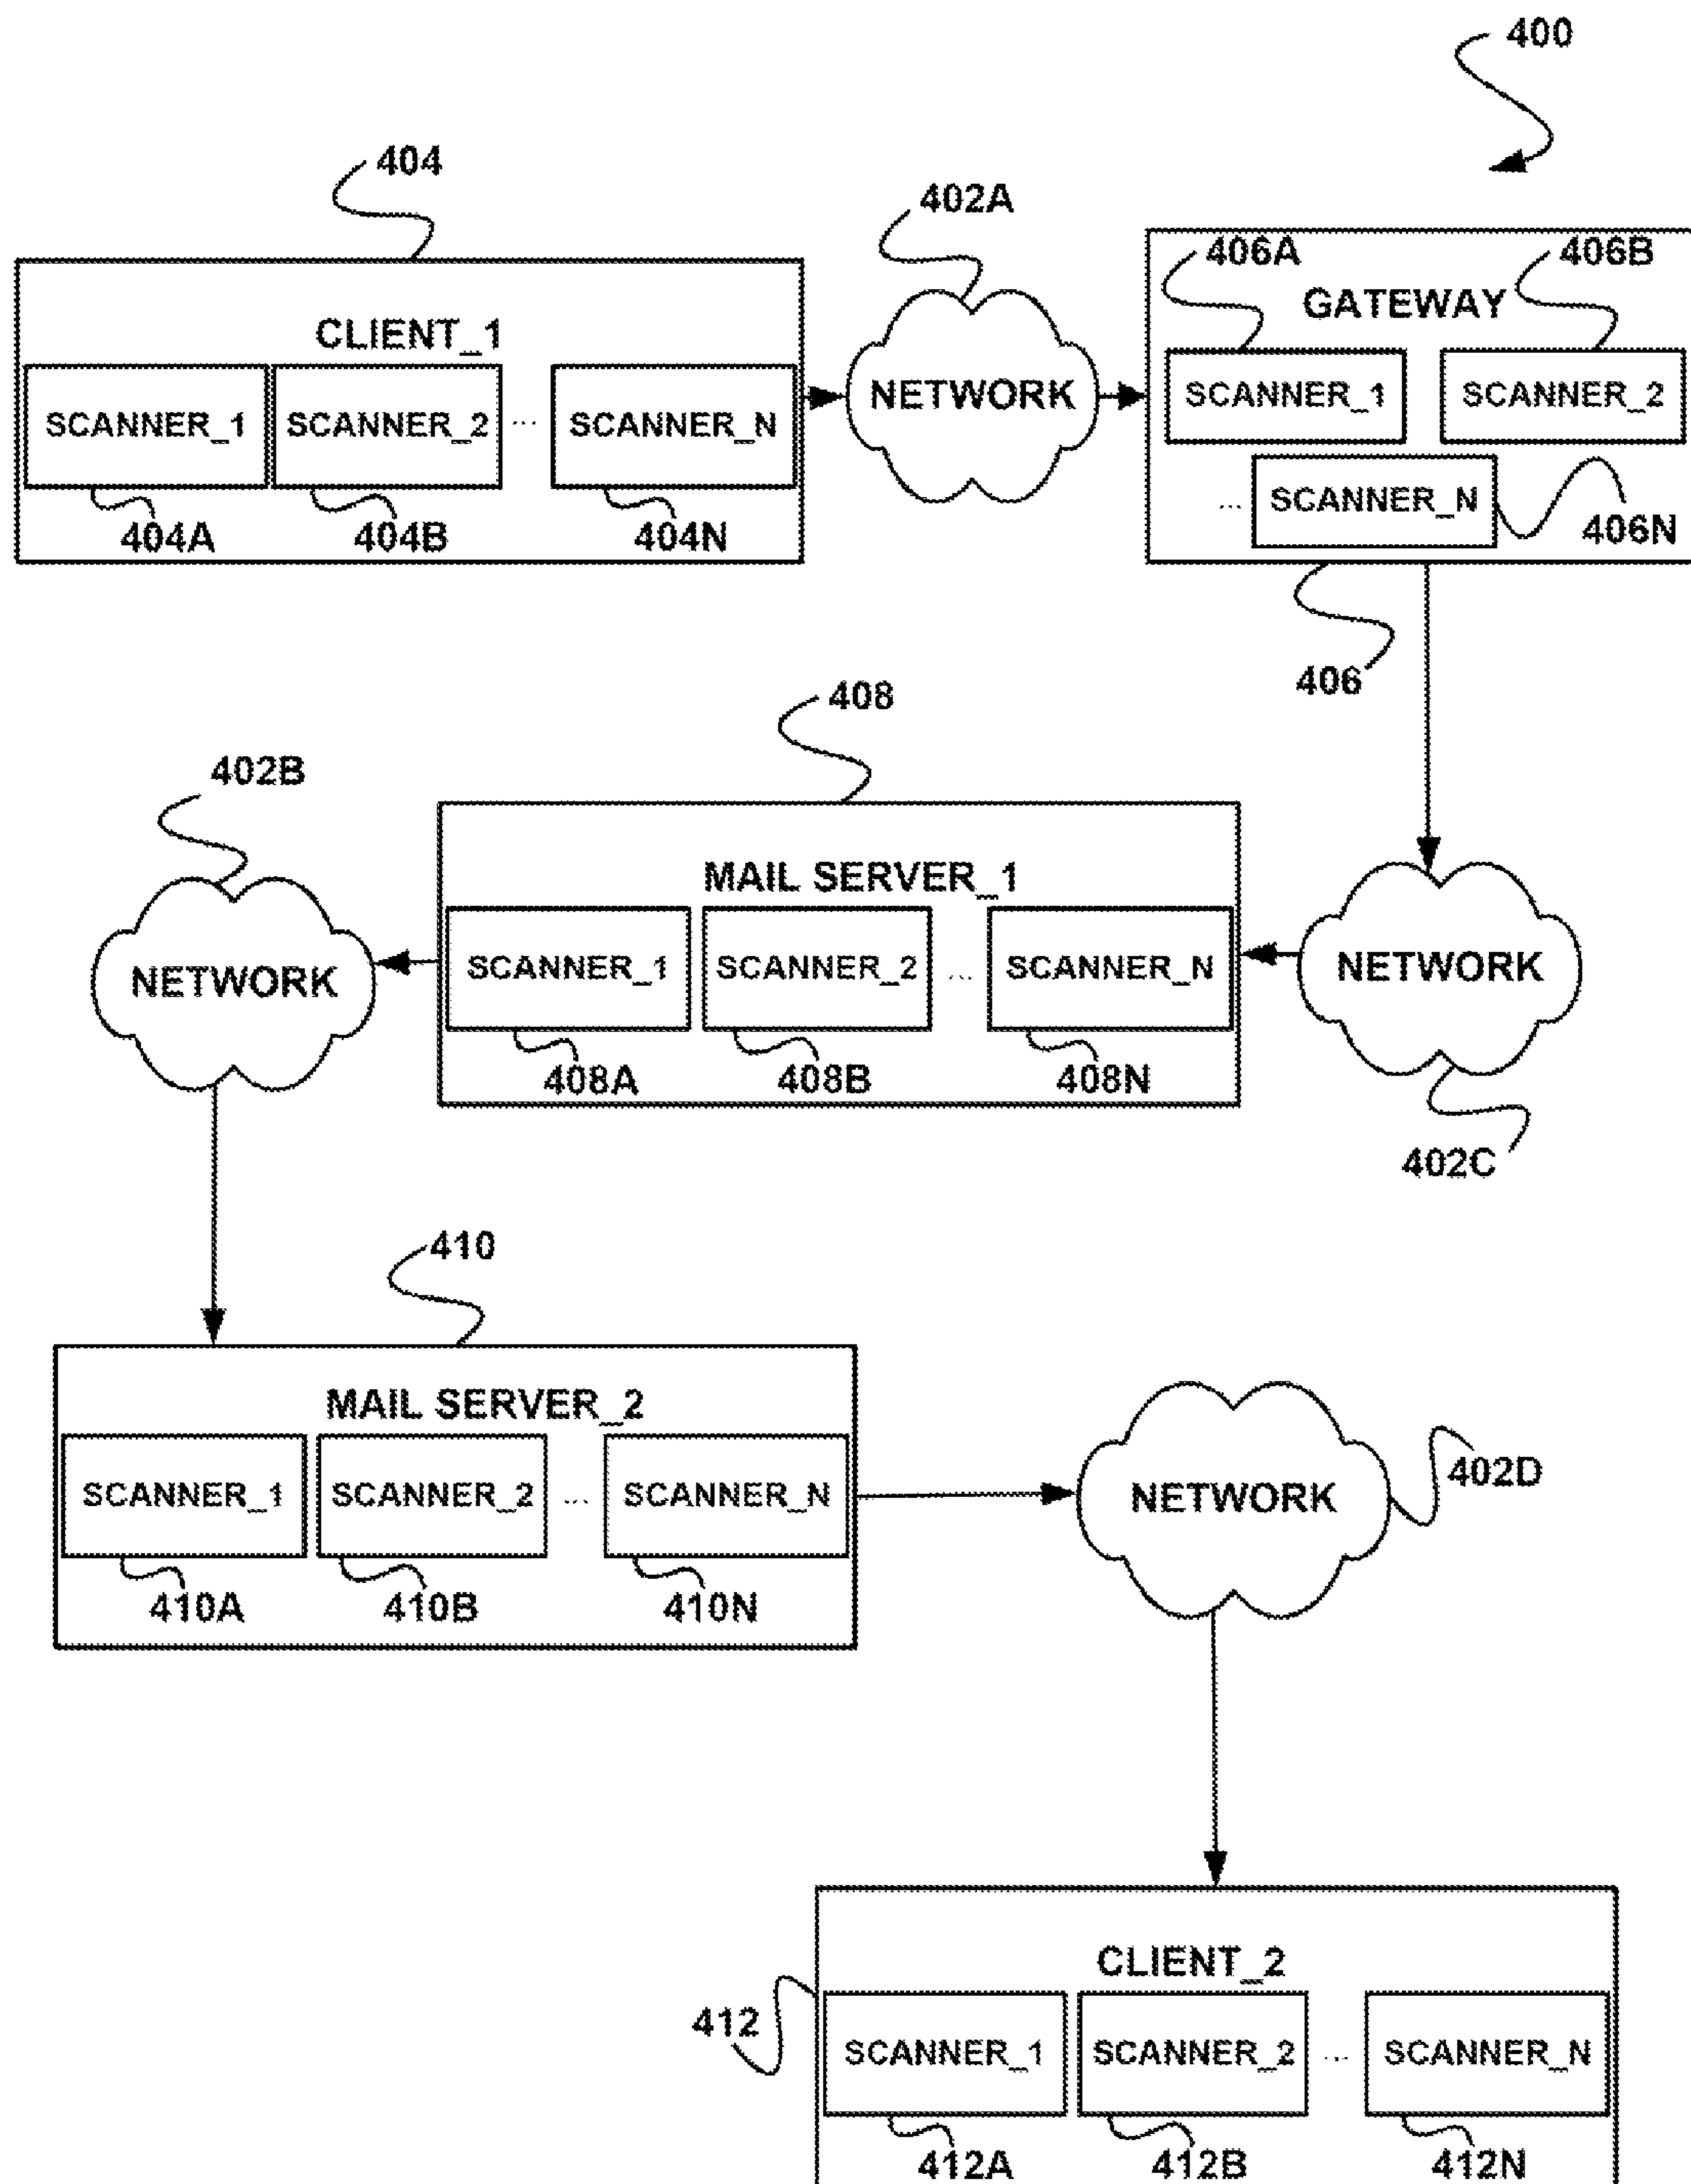 400
404
402A
406A
406B
GATEWAY
CLIENT_1
NETWORK
SCANNER_1
SCANNER_2
SCANNER_1
SCANNER_2
...
SCANNER_N
...
SCANNER_N
404A
404B
404N
406N
406
408
402B
MAIL SERVER_1
NETWORK
SCANNER_1
SCANNER_2
...
SCANNER_N
NETWORK
408A
408B
408N
402C
410
MAIL SERVER_2
SCANNER_1
SCANNER_2
...
SCANNER_N
NETWORK
402D
410A
410B
410N
CLIENT_2
412
SCANNER_1
SCANNER_2
...
SCANNER_N
412A
412B
412N